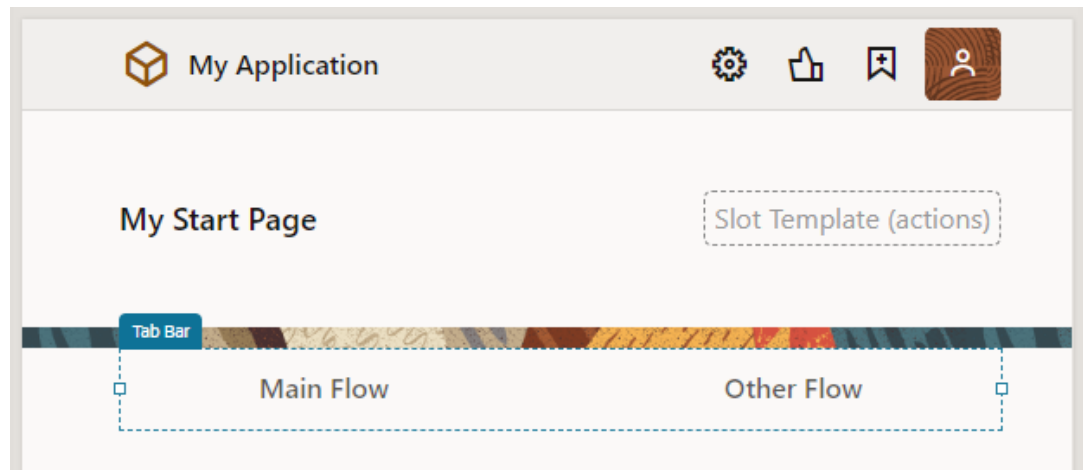 My Application
My Start Page
Slot Template (actions)
Tab Bar
Main Flow
Other Flow